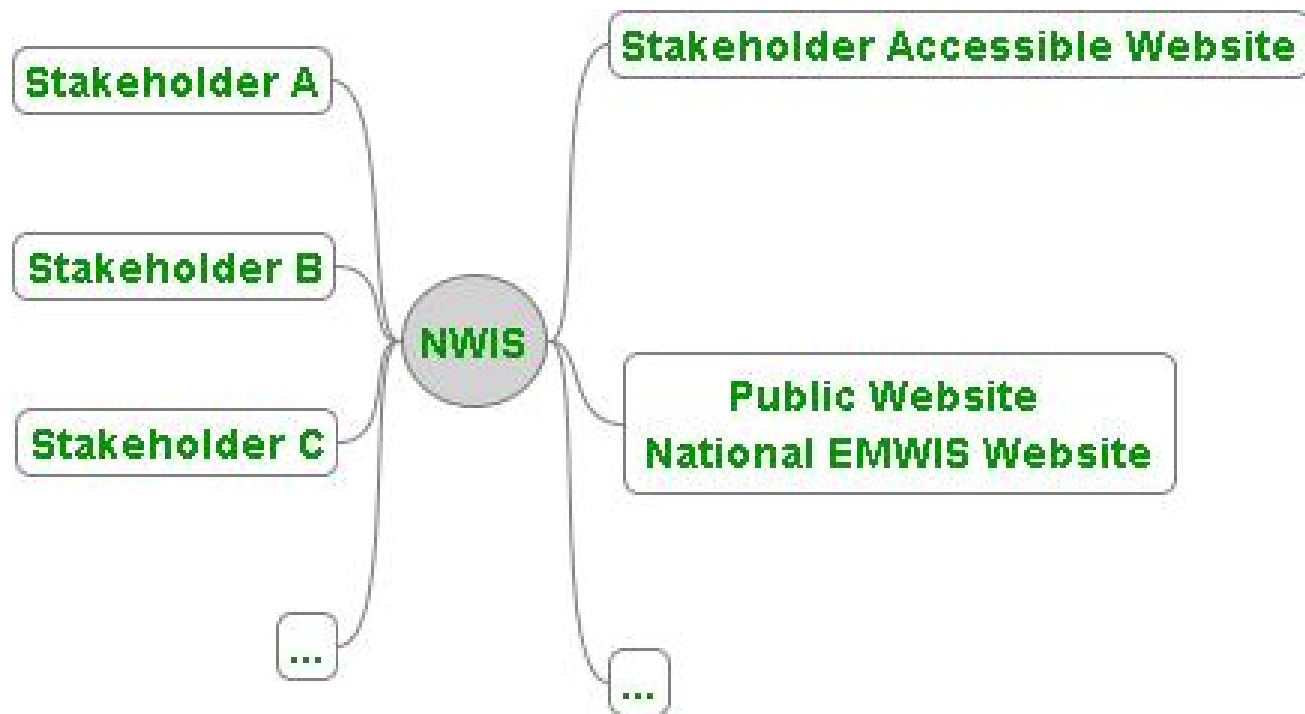 Stakeholder A
Stakeholder B
Stakeholder C
...
NWIS
Stakeholder Accessible Website
Public Website
National EMWIS Website
...